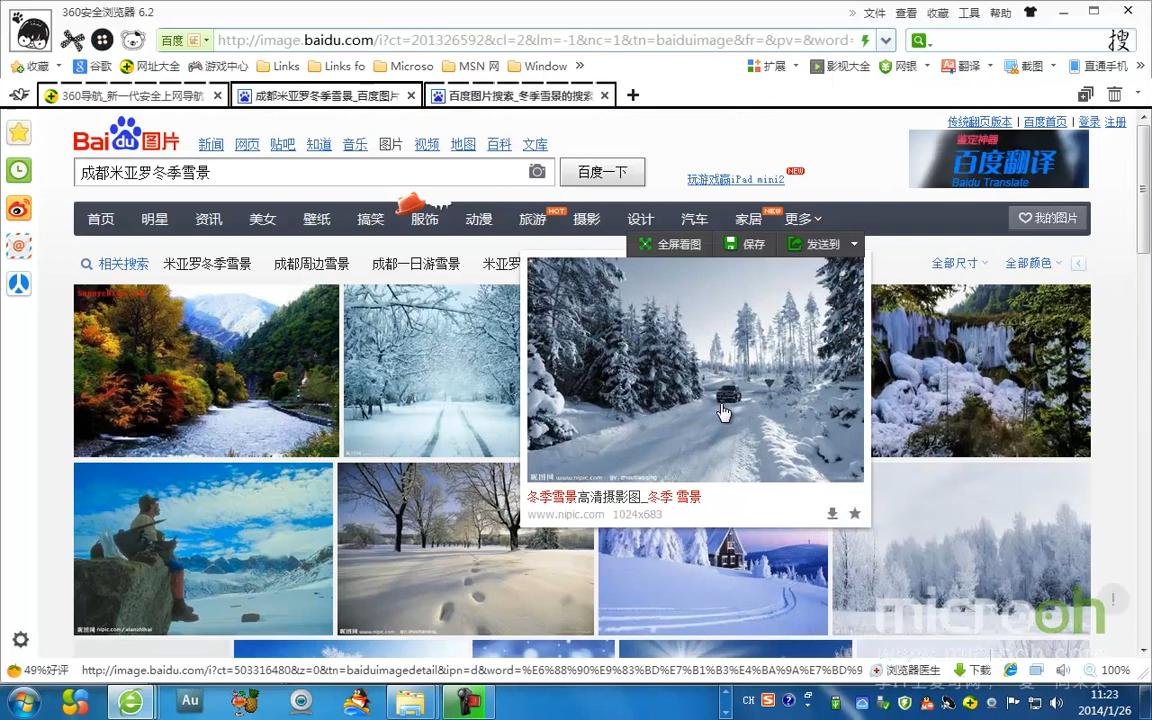 360安全浏览器 6.2
文件 查看 收藏 工具 帮助
百度 证 http://image.baidu.com/i?ct=201326592&cl=2&lm=-1&nc=1&tn=baiduimage&fr=&pv=&word= 搜
收藏 谷歌 网址大全 游戏中心 Links Links fo Microso MSN 网 Window » 扩展 影视大全 网银 翻译 截图 直通手机 »
360导航_新一代安全上网导航 成都米亚罗冬季雪景_百度图片 百度图片搜索_冬季雪景的搜索
传统翻页版本 | 百度首页 | 登录 注册
Bai du 图片 新闻 网页 贴吧 知道 音乐 图片 视频 地图 百科 文库
鉴定神器
百度翻译
Baidu Translate
成都米亚罗冬季雪景 百度一下 玩游戏赢iPad mini2 NEW
首页 明星 资讯 美女 壁纸 搞笑 服饰 动漫 旅游 HOT 摄影 设计 汽车 家居 NEW 更多 我的图片
全屏看图 保存 发送到
相关搜索 米亚罗冬季雪景 成都周边雪景 成都一日游雪景 米亚罗 全部尺寸 全部颜色
冬季雪景高清摄影图_冬季 雪景
www.nipic.com 1024x683
microoh
49%好评 http://image.baidu.com/i?ct=503316480&z=0&tn=baiduimagedetail&ipn=d&word=%E6%88%90%E9%83%BD%E7%B1%B3%E4%BA%9A%E7%BD%9 浏览器医生 下载 100%
Au CH S 11:23
2014/1/26